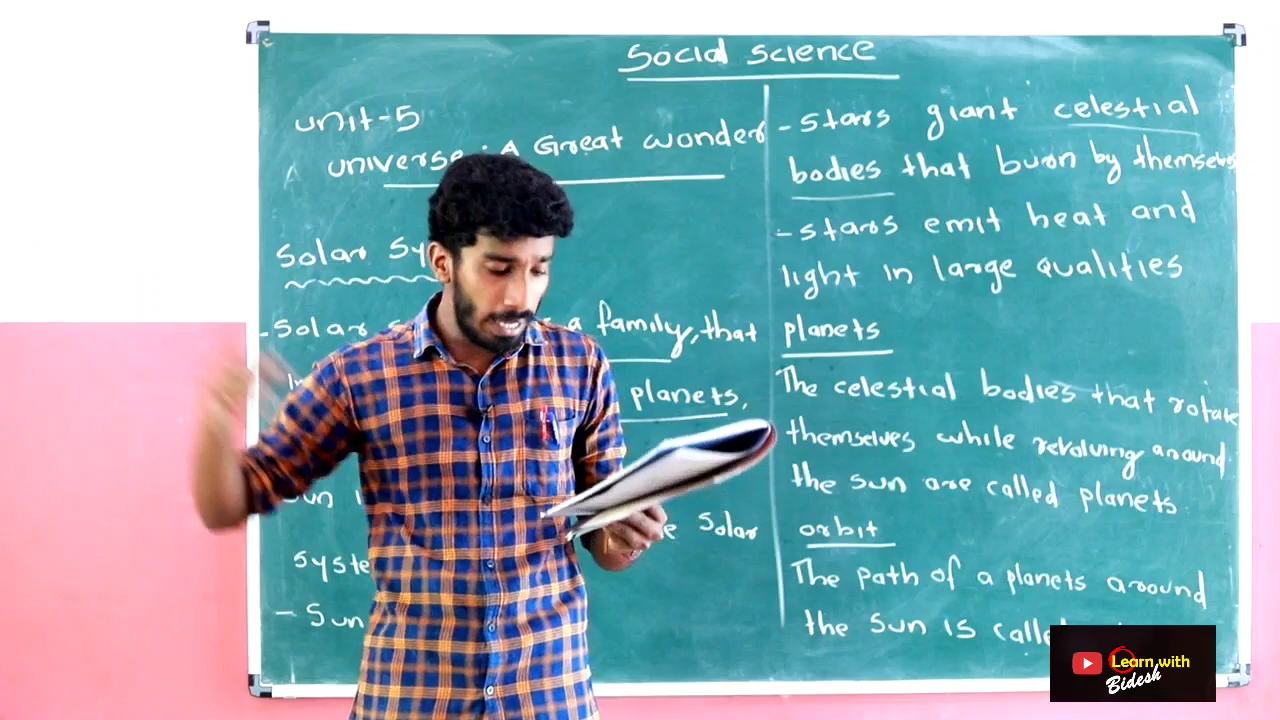 Social science
unit-5
universe: A Great wonder
Solar Sy
- Solar s a family, that
planets,
Sun
Solar
syste
- Sun
- stars giant celestial
bodies that burn by themselves
- stars emit heat and
light in large qualities
planets
The celestial bodies that rotate
themselves while revolving around
the sun are called planets.
orbit
The path of a planets around
the sun is called
Learn with
Bidesh